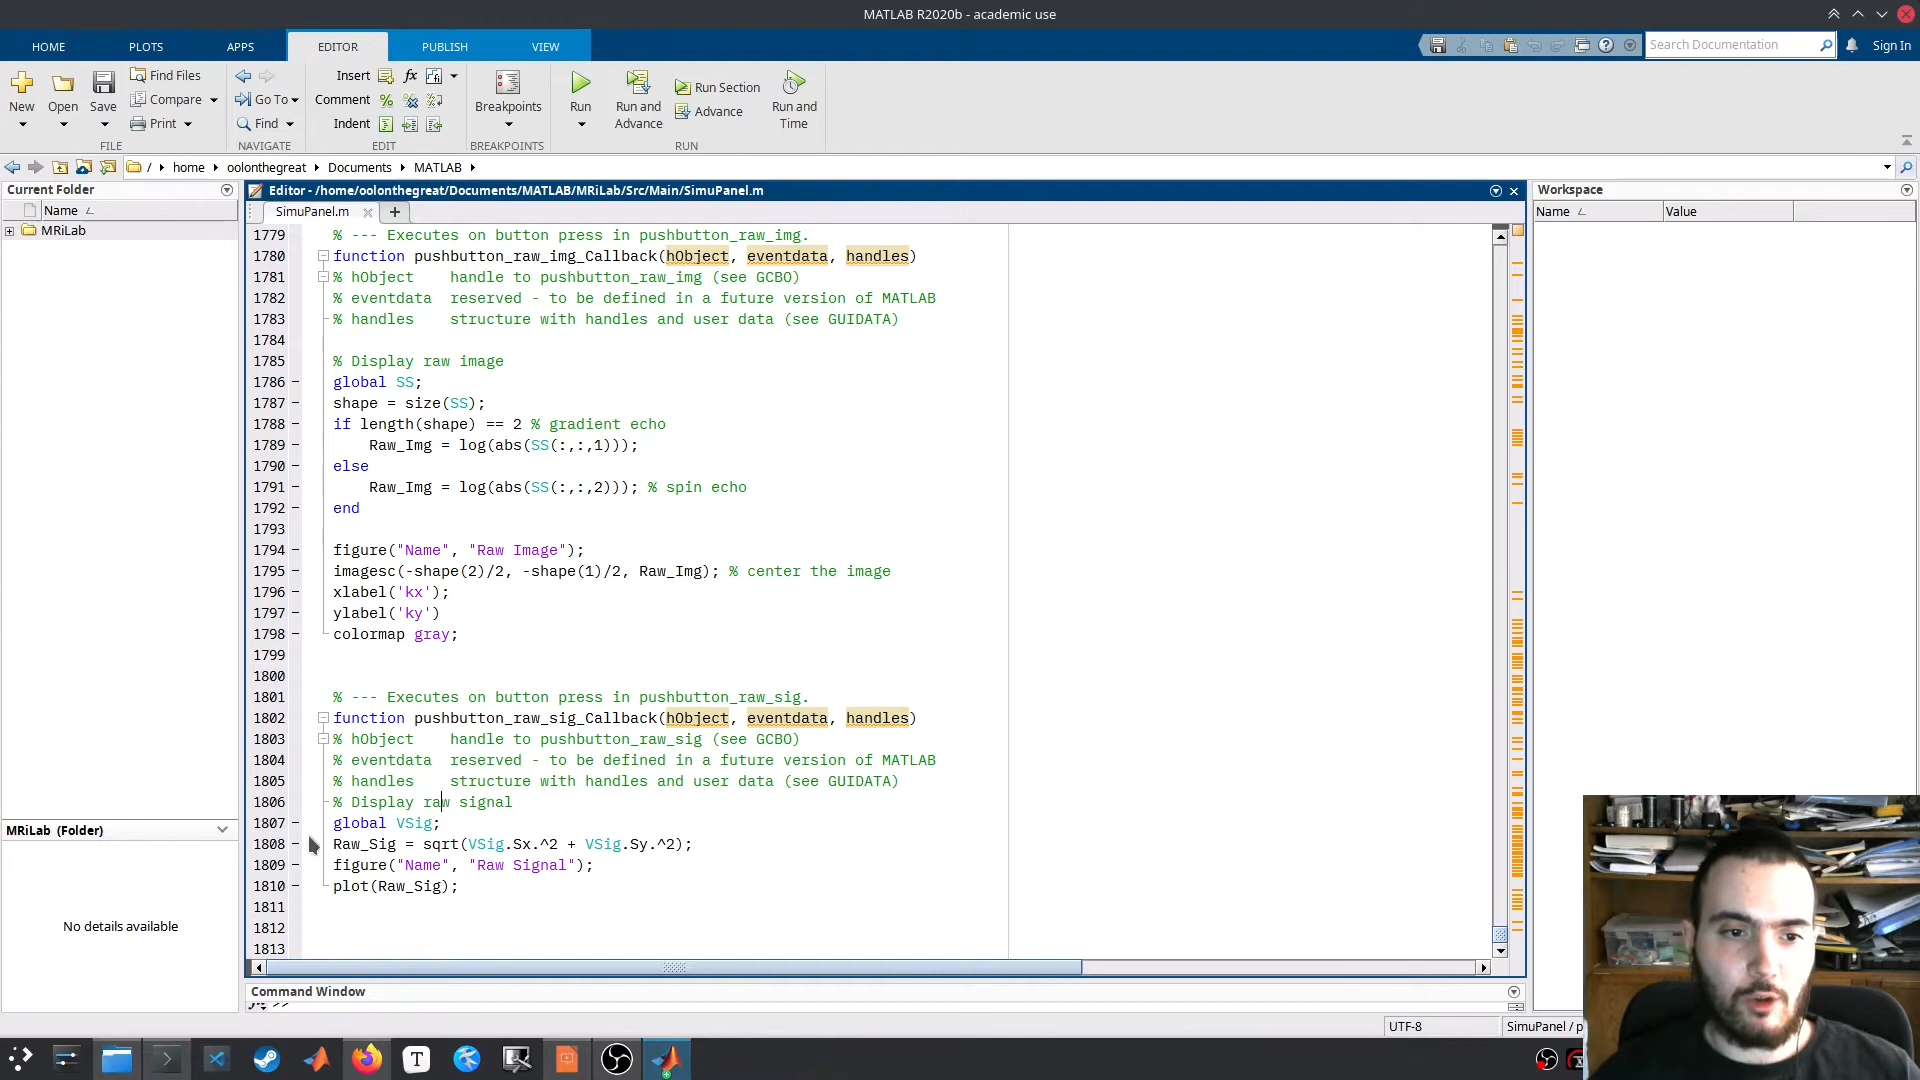 MATLAB R2020b - academic use
HOME PLOTS APPS EDITOR PUBLISH VIEW
Search Documentation
Sign In
New Open Save
Find Files
Compare
Print
FILE
Go To
Find
NAVIGATE
Insert
Comment
Indent
EDIT
Breakpoints
BREAKPOINTS
Run
Run and Advance
Run Section
Advance
Run and Time
RUN
/ home oolonthegreat Documents MATLAB
Current Folder
Name
MRiLab
Editor - /home/oolonthegreat/Documents/MATLAB/MRiLab/Src/Main/SimuPanel.m
SimuPanel.m
1779 % --- Executes on button press in pushbutton_raw_img.
1780 function pushbutton_raw_img_Callback(hObject, eventdata, handles)
1781 % hObject    handle to pushbutton_raw_img (see GCBO)
1782 % eventdata  reserved - to be defined in a future version of MATLAB
1783 % handles    structure with handles and user data (see GUIDATA)
1784
1785 % Display raw image
1786 global SS;
1787 shape = size(SS);
1788 if length(shape) == 2 % gradient echo
1789     Raw_Img = log(abs(SS(:,:,1)));
1790 else
1791     Raw_Img = log(abs(SS(:,:,2))); % spin echo
1792 end
1793
1794 figure("Name", "Raw Image");
1795 imagesc(-shape(2)/2, -shape(1)/2, Raw_Img); % center the image
1796 xlabel('kx');
1797 ylabel('ky')
1798 colormap gray;
1799
1800
1801 % --- Executes on button press in pushbutton_raw_sig.
1802 function pushbutton_raw_sig_Callback(hObject, eventdata, handles)
1803 % hObject    handle to pushbutton_raw_sig (see GCBO)
1804 % eventdata  reserved - to be defined in a future version of MATLAB
1805 % handles    structure with handles and user data (see GUIDATA)
1806 % Display raw signal
1807 global VSig;
1808 Raw_Sig = sqrt(VSig.Sx.^2 + VSig.Sy.^2);
1809 figure("Name", "Raw Signal");
1810 plot(Raw_Sig);
1811
1812
1813
Workspace
Name Value
MRiLab (Folder)
No details available
Command Window
UTF-8
SimuPanel / p